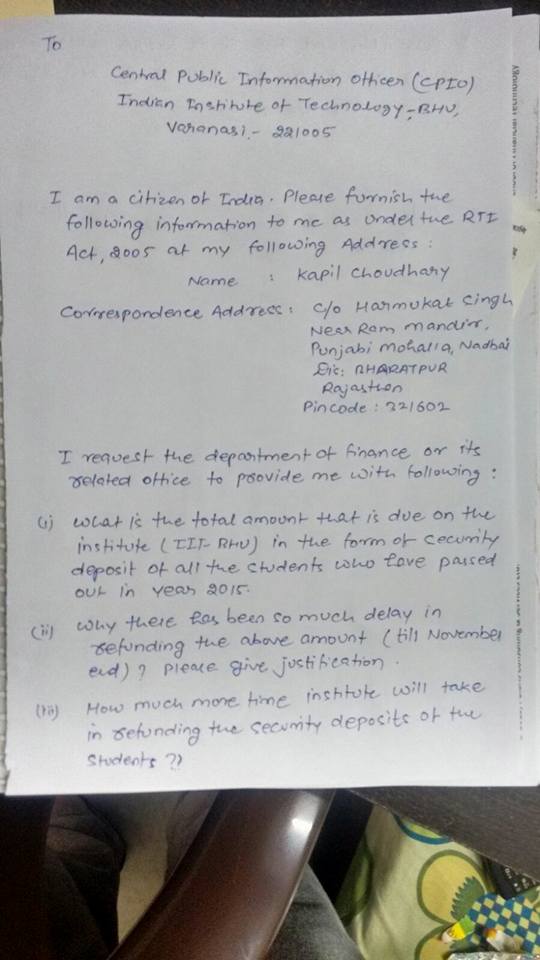 To
Central Public Information Officer (CPIO)
Indian Institute of Technology, BHU,
Varanasi - 221005
I am a citizen of India. Please furnish the
following information to me as under the RTI
Act, 2005 at my following Address :
Name : Kapil Choudhary
Correspondence Address : C/o Harmukat Singh
Near Ram Mandir,
Punjabi Mohalla, Nadbai
Dis: BHARATPUR
Rajasthan
Pincode : 321602
I request the department of finance or its
related office to provide me with following :
(i) What is the total amount that is due on the
institute (IIT-BHU) in the form of security
deposit of all the students who have passed
out in year 2015.
(ii) Why there has been so much delay in
refunding the above amount (till November
end) ? Please give justification.
(iii) How much more time institute will take
in refunding the security deposits of the
students ??